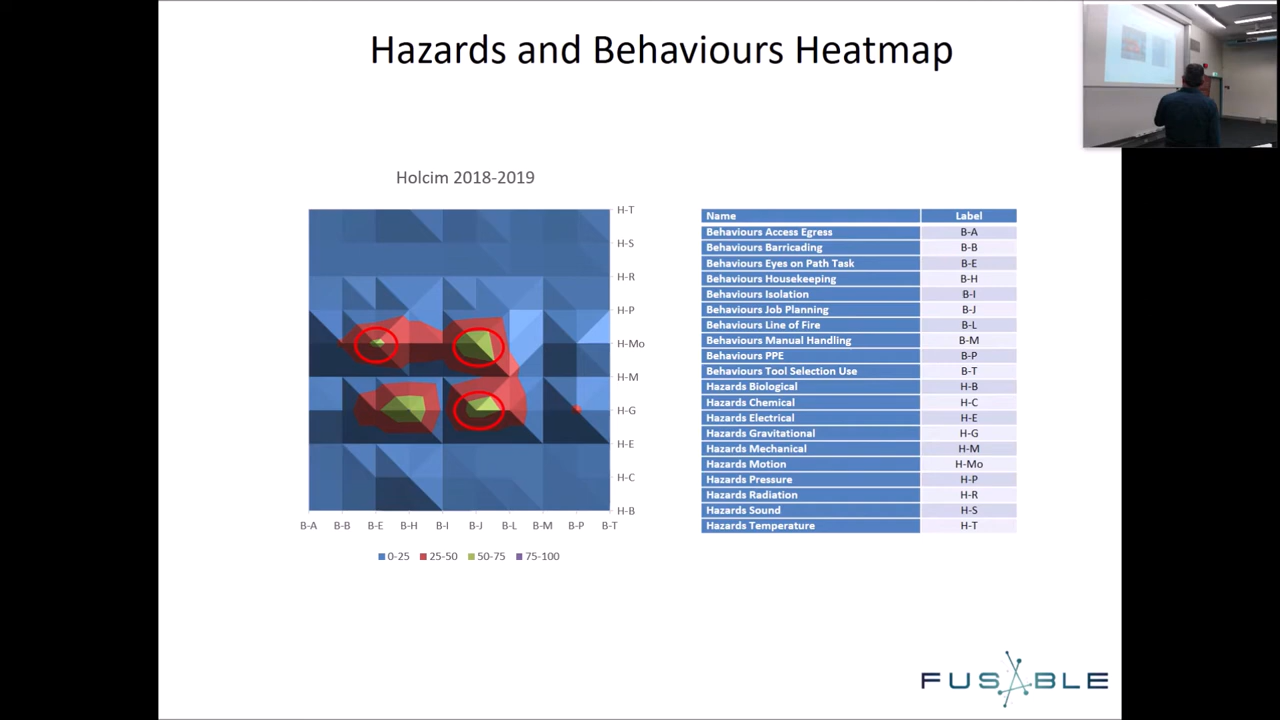 Hazards and Behaviours Heatmap
Holcim 2018-2019
H-T
H-S
H-R
H-P
H-Mo
H-M
H-G
H-E
H-C
H-B
B-A B-B B-E B-H B-I B-J B-L B-M B-P B-T
0-25 25-50 50-75 75-100
Name Label
Behaviours Access Egress B-A
Behaviours Barricading B-B
Behaviours Eyes on Path Task B-E
Behaviours Housekeeping B-H
Behaviours Isolation B-I
Behaviours Job Planning B-J
Behaviours Line of Fire B-L
Behaviours Manual Handling B-M
Behaviours PPE B-P
Behaviours Tool Selection Use B-T
Hazards Biological H-B
Hazards Chemical H-C
Hazards Electrical H-E
Hazards Gravitational H-G
Hazards Mechanical H-M
Hazards Motion H-Mo
Hazards Pressure H-P
Hazards Radiation H-R
Hazards Sound H-S
Hazards Temperature H-T
FUSABLE